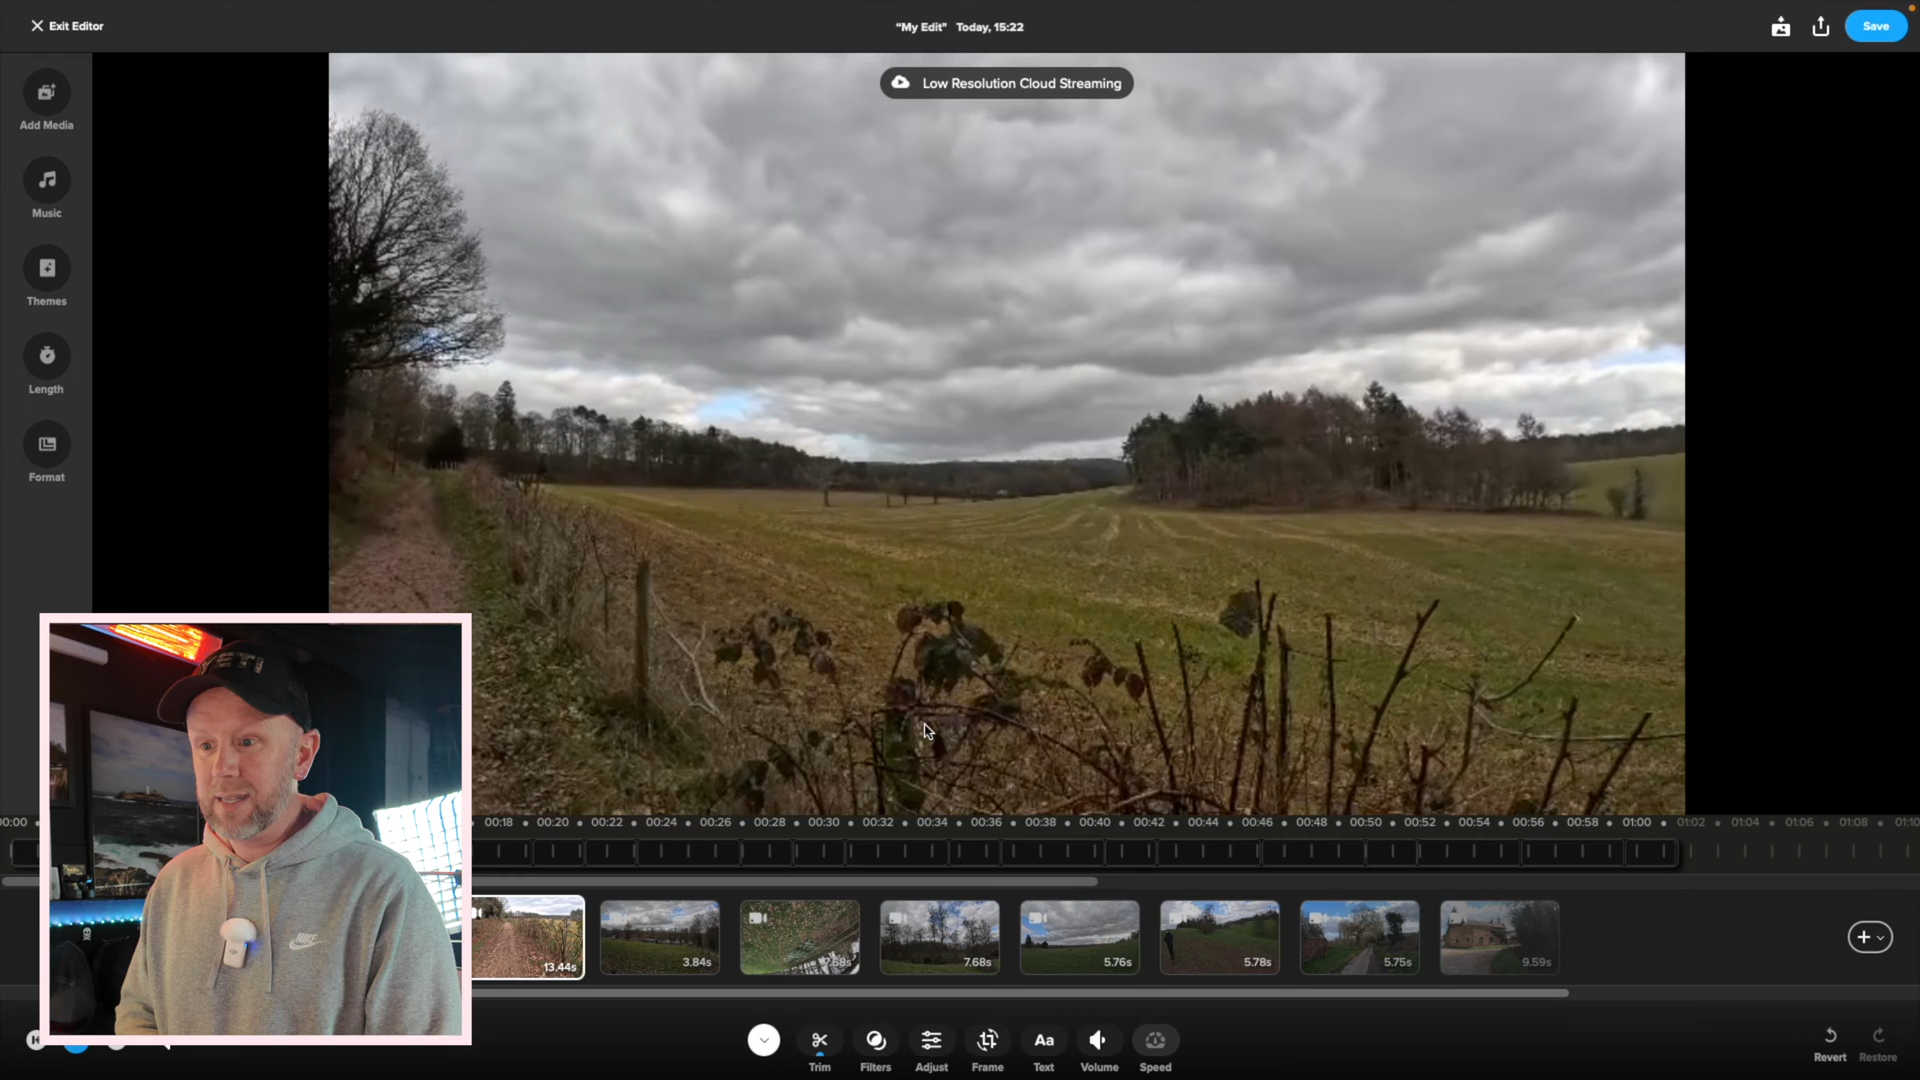 Exit Editor
“My Edit” Today, 15:22
Save
Low Resolution Cloud Streaming
Add Media
Music
Themes
Length
Format
00:18 00:20 00:22 00:24 00:26 00:28 00:30 00:32 00:34 00:36 00:38 00:40 00:42 00:44 00:46 00:48 00:50 00:52 00:54 00:56 00:58 01:00 01:02 01:04 01:06 01:08 01:10
13.44s
3.84s
7.68s
5.76s
5.78s
5.75s
9.59s
NIKE
Aa
Trim
Filters
Adjust
Frame
Text
Volume
Speed
Revert
Restore